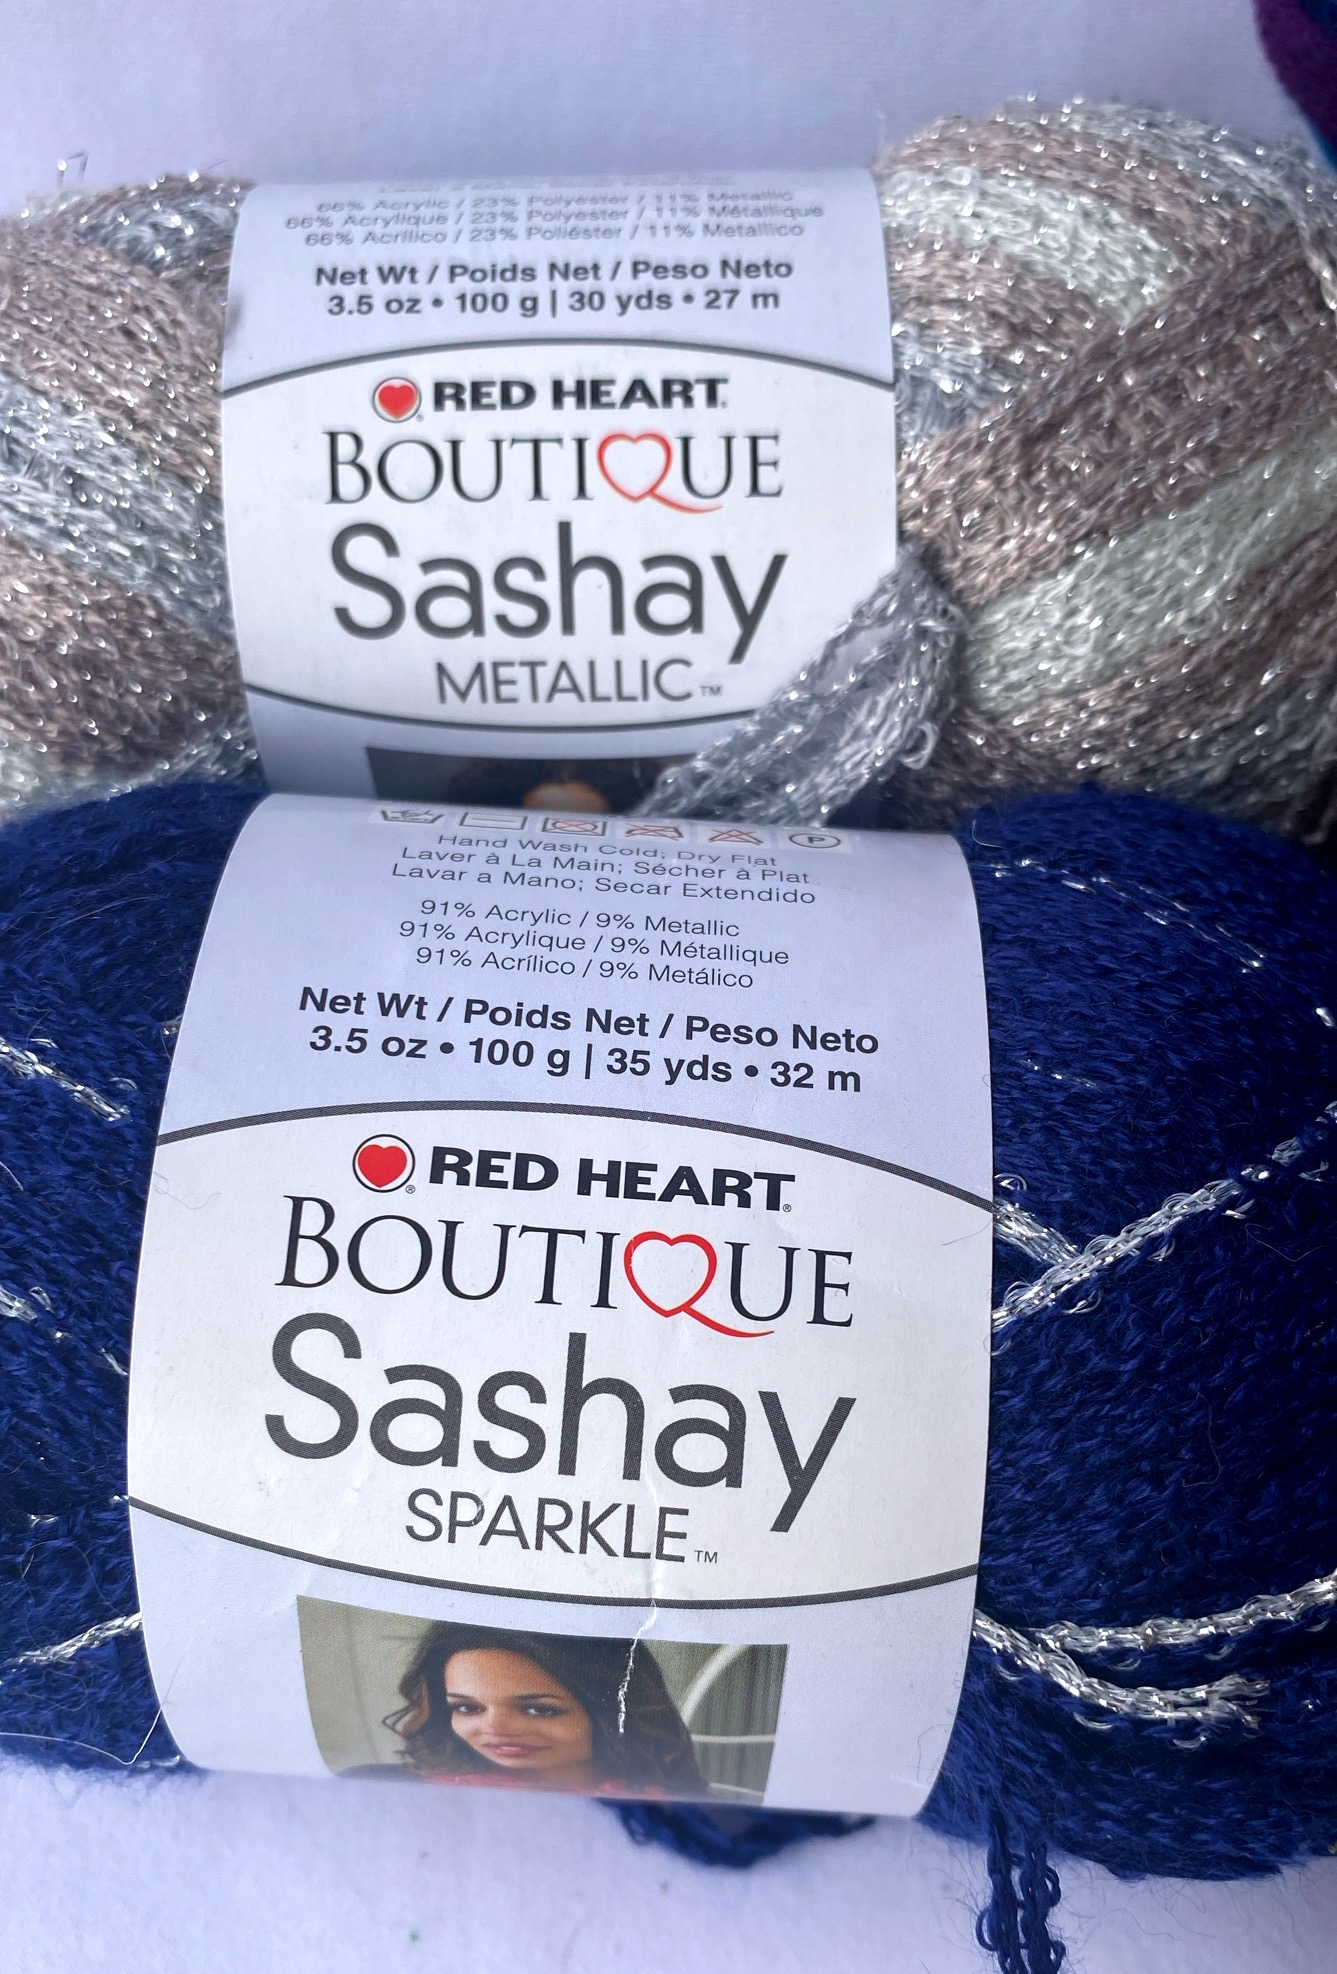 66% Acrylic / 23% Polyester / 11% Metallic
66% Acrylique / 23% Polyester / 11% Métallique
66% Acrílico / 23% Poliéster / 11% Metallico
Net Wt / Poids Net / Peso Neto
3.5 oz • 100 g | 30 yds • 27 m
RED HEART
BOUTIQUE
Sashay
METALLIC™
P
Hand Wash Cold; Dry Flat
Laver à La Main; Sécher à Plat
Lavar a Mano; Secar Extendido
91% Acrylic / 9% Metallic
91% Acrylique / 9% Métallique
91% Acrílico / 9% Metálico
Net Wt / Poids Net / Peso Neto
3.5 oz • 100 g | 35 yds • 32 m
RED HEART®
BOUTIQUE
Sashay
SPARKLE™